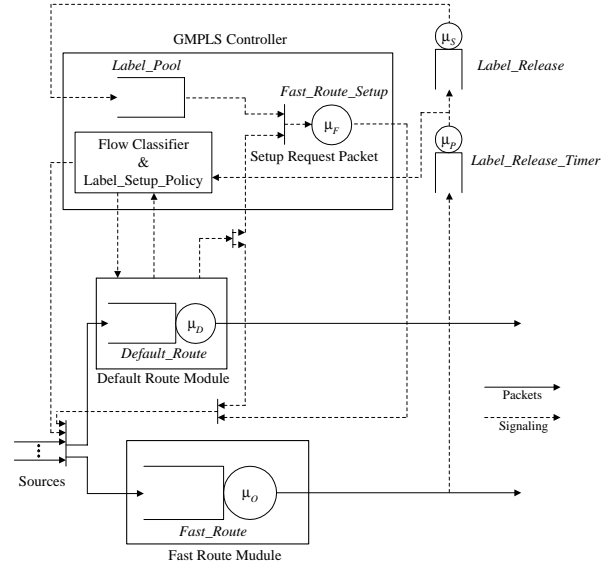 GMPLS Controller
μS
Label_Release
Label_Pool
Fast_Route_Setup
μF
Setup Request Packet
μP
Label_Release_Timer
Flow Classifier
&
Label_Setup_Policy
μD
Default_Route
Default Route Module
Packets
Signaling
Sources
μO
Fast_Route
Fast Route Mudule